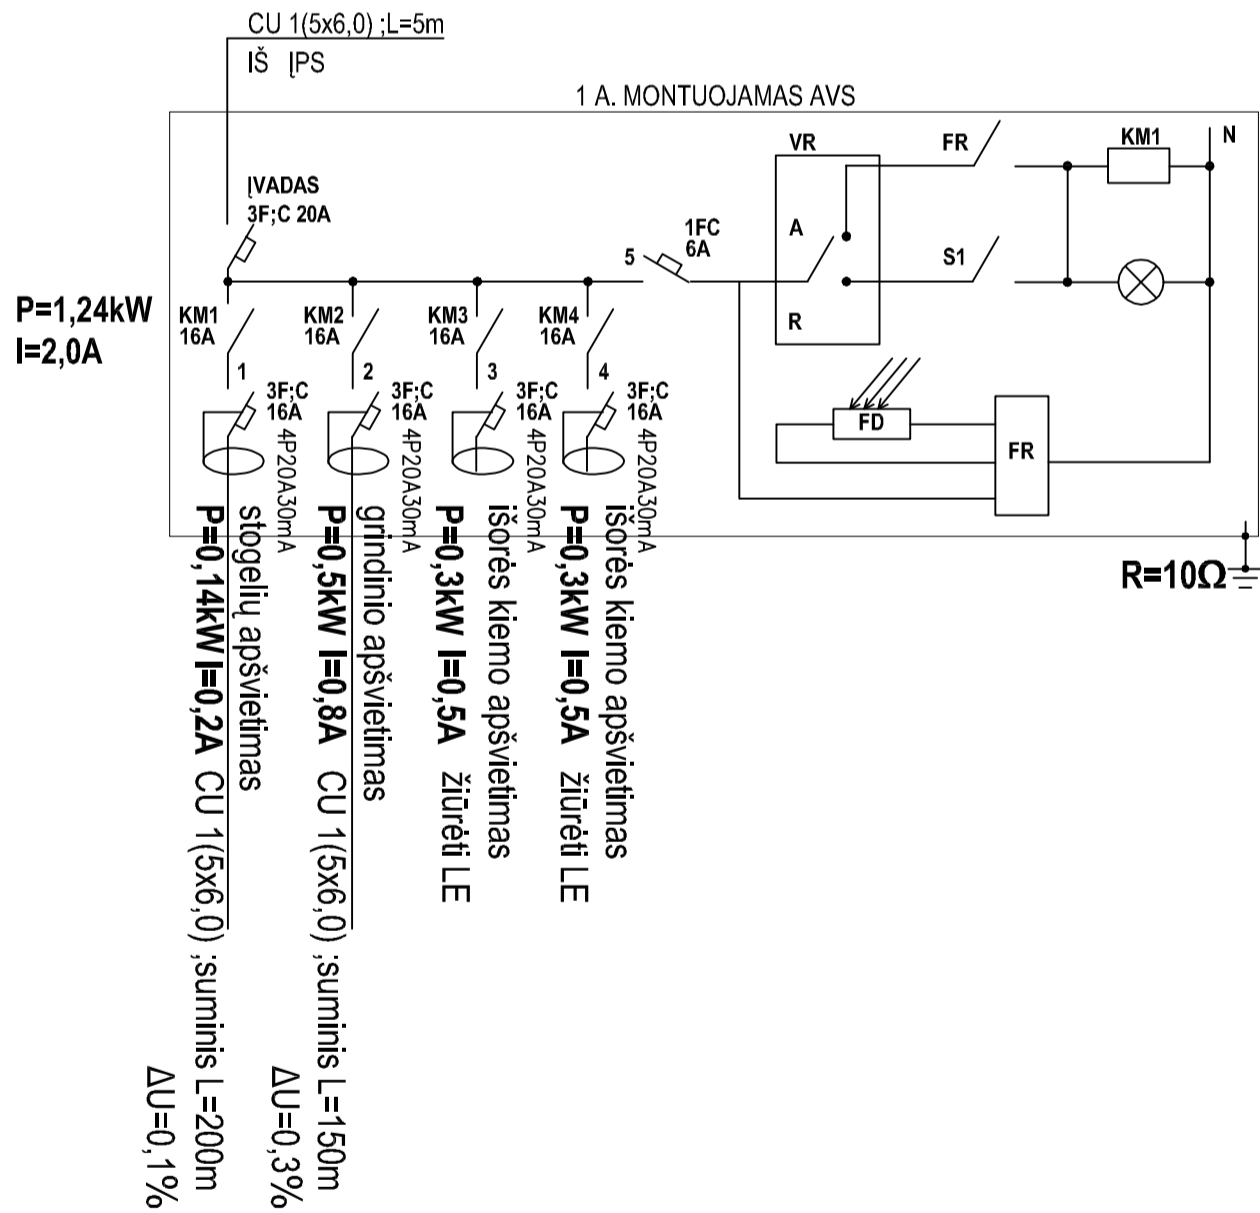 CU 1(5x6,0) ;L=5m
IŠ ĮPS
1 A. MONTUOJAMAS AVS
ĮVADAS
3F;C 20A
P=1,24kW
I=2,0A
KM1
16A
KM2
16A
KM3
16A
KM4
16A
5
1FC
6A
VR
A
R
FR
S1
KM1
N
FD
FR
R=10Ω
1
3F;C
16A
4P20A30mA
2
3F;C
16A
4P20A30mA
3
3F;C
16A
4P20A30mA
4
3F;C
16A
4P20A30mA
stogelių apšvietimas
P=0,14kW I=0,2A CU 1(5x6,0) ;suminis L=200m
ΔU=0,1%
grindinio apšvietimas
P=0,5kW I=0,8A CU 1(5x6,0) ;suminis L=150m
ΔU=0,3%
išorės kiemo apšvietimas
P=0,3kW I=0,5A žiūrėti LE
išorės kiemo apšvietimas
P=0,3kW I=0,5A žiūrėti LE